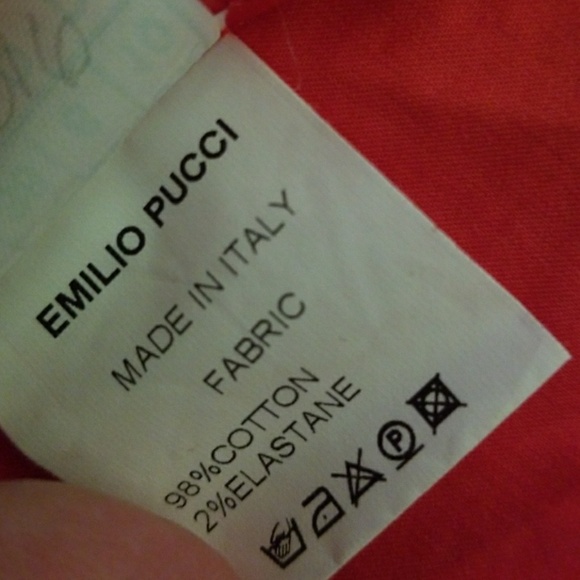 EMILIO PUCCI
MADE IN ITALY
FABRIC
98%COTTON
2%ELASTANE
P